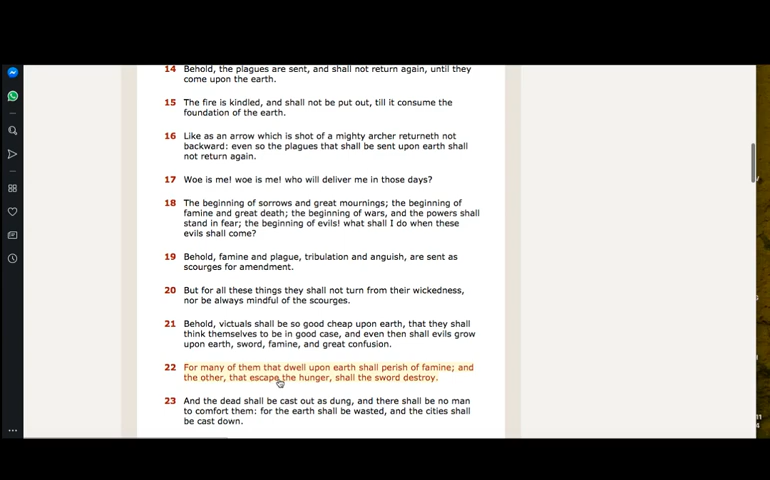 14 Behold, the plagues are sent, and shall not return again, until they
come upon the earth.
15 The fire is kindled, and shall not be put out, till it consume the
foundation of the earth.
16 Like as an arrow which is shot of a mighty archer returneth not
backward: even so the plagues that shall be sent upon earth shall
not return again.
17 Woe is me! woe is me! who will deliver me in those days?
18 The beginning of sorrows and great mournings; the beginning of
famine and great death; the beginning of wars, and the powers shall
stand in fear; the beginning of evils! what shall I do when these
evils shall come?
19 Behold, famine and plague, tribulation and anguish, are sent as
scourges for amendment.
20 But for all these things they shall not turn from their wickedness,
nor be always mindful of the scourges.
21 Behold, victuals shall be so good cheap upon earth, that they shall
think themselves to be in good case, and even then shall evils grow
upon earth, sword, famine, and great confusion.
22 For many of them that dwell upon earth shall perish of famine; and
the other, that escape the hunger, shall the sword destroy.
23 And the dead shall be cast out as dung, and there shall be no man
to comfort them: for the earth shall be wasted, and the cities shall
be cast down.